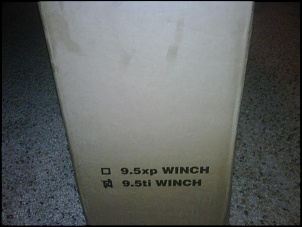 ☐ 9.5xp WINCH
☒ 9.5ti WINCH